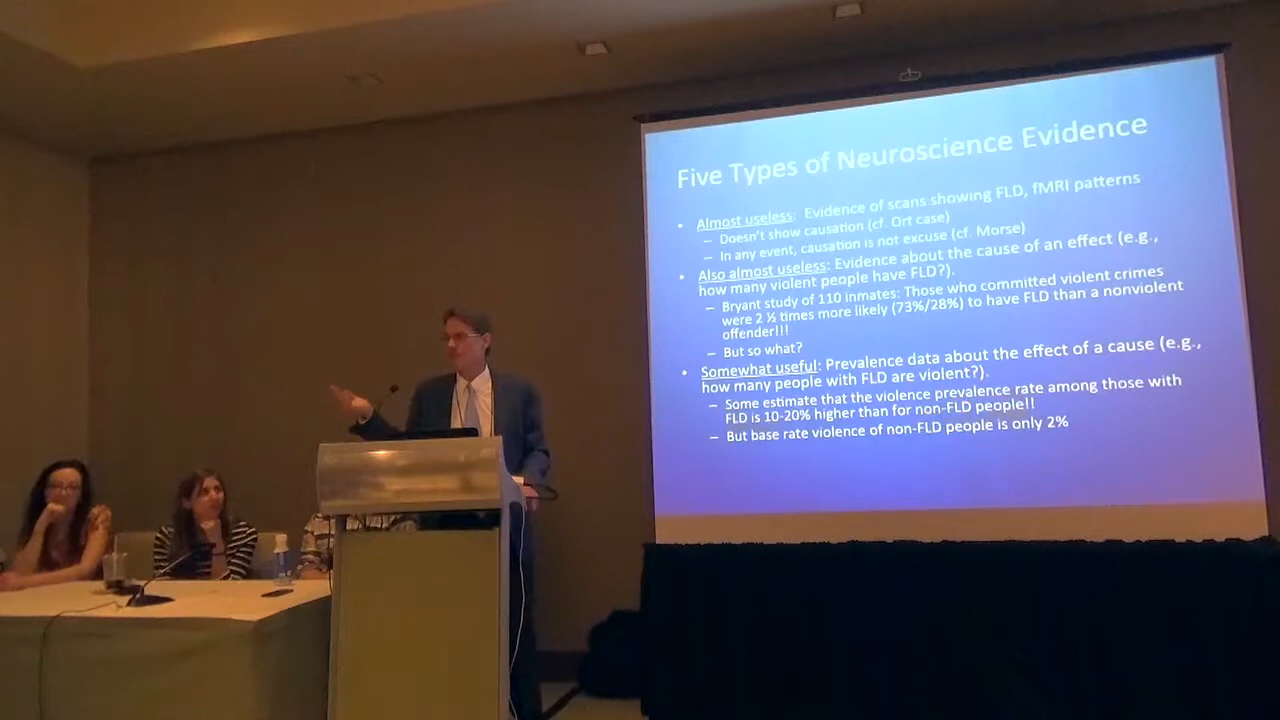 Five Types of Neuroscience Evidence
• Almost useless: Evidence of scans showing FLD, fMRI patterns
– Doesn't show causation (cf. Ort case)
– In any event, causation is not excuse (cf. Morse)
• Also almost useless: Evidence about the cause of an effect (e.g.,
how many violent people have FLD?).
– Bryant study of 110 inmates: Those who committed violent crimes
were 2 ½ times more likely (73%/28%) to have FLD than a nonviolent
offender!!!
– But so what?
• Somewhat useful: Prevalence data about the effect of a cause (e.g.,
how many people with FLD are violent?).
– Some estimate that the violence prevalence rate among those with
FLD is 10-20% higher than for non-FLD people!!
– But base rate violence of non-FLD people is only 2%